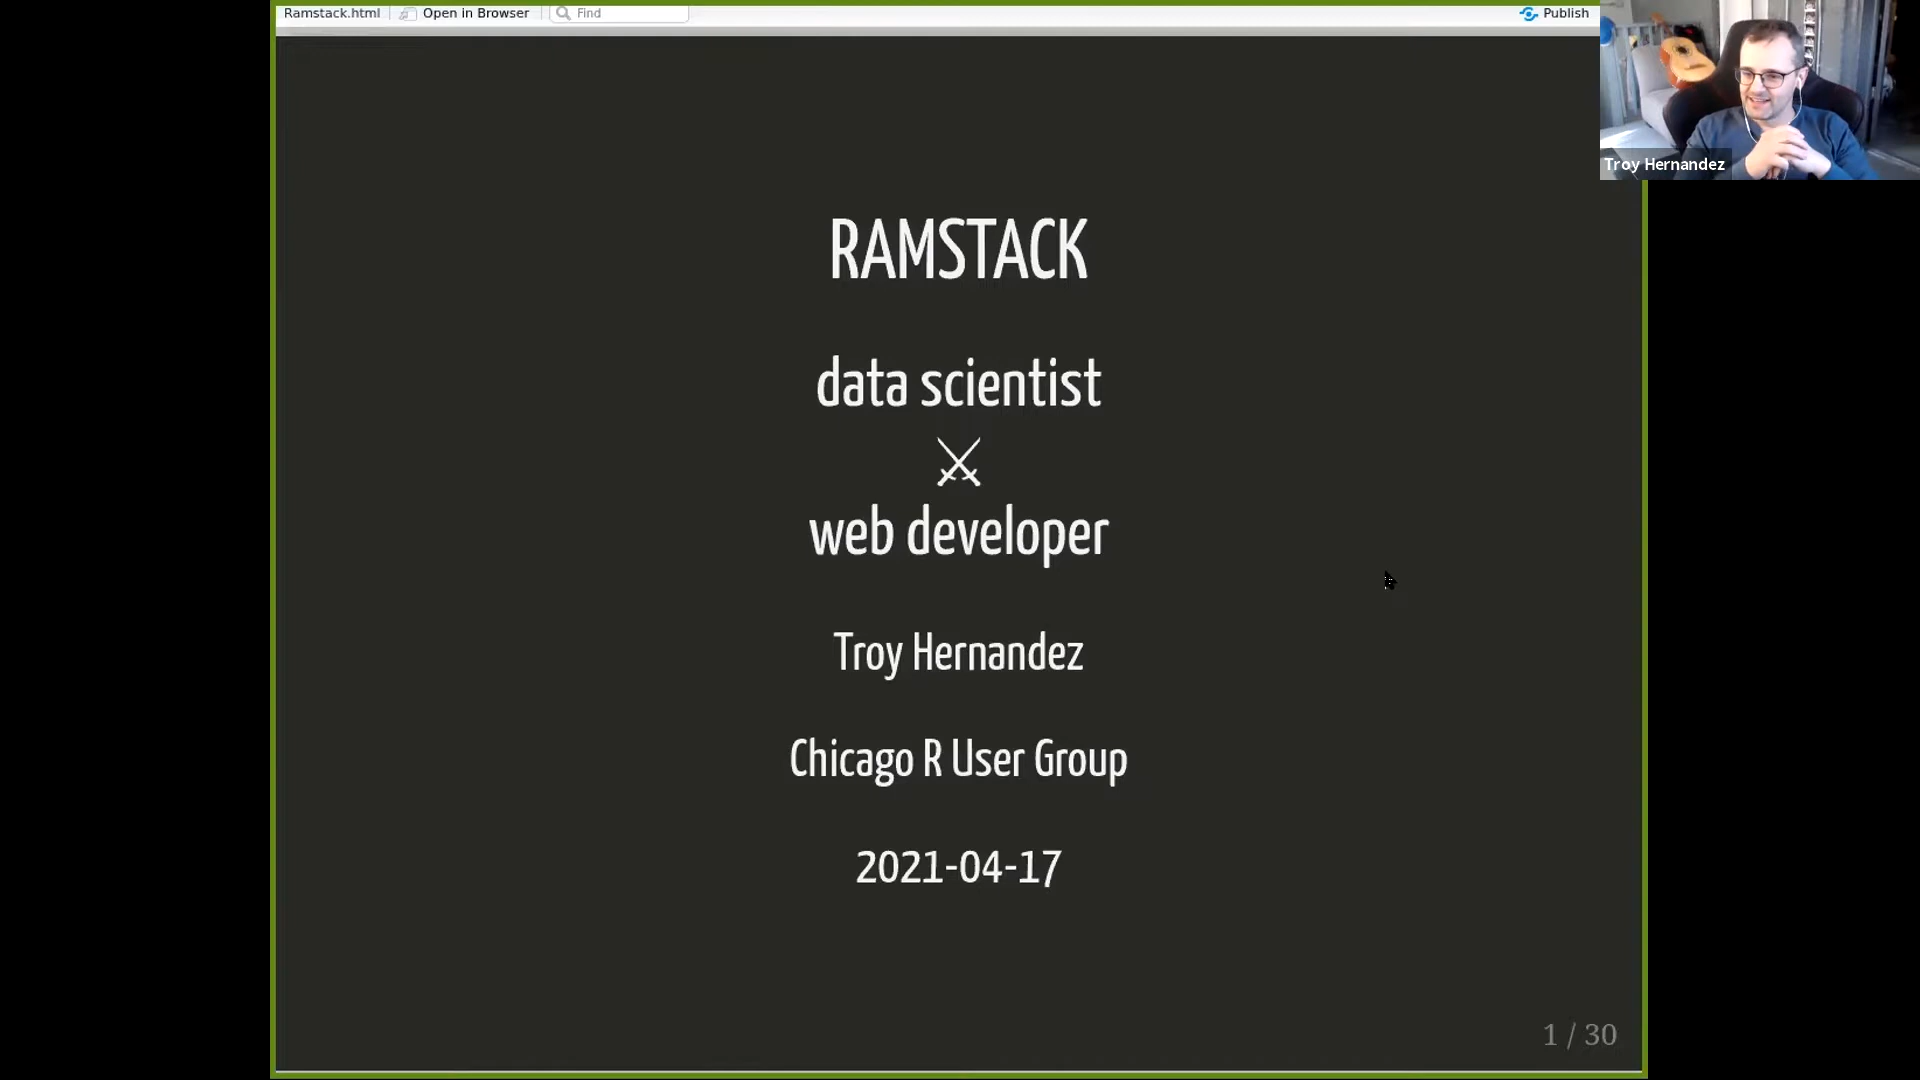 Ramstack.html Open in Browser Find Publish
Troy Hernandez
RAMSTACK
data scientist
⚔
web developer
Troy Hernandez
Chicago R User Group
2021-04-17
1 / 30